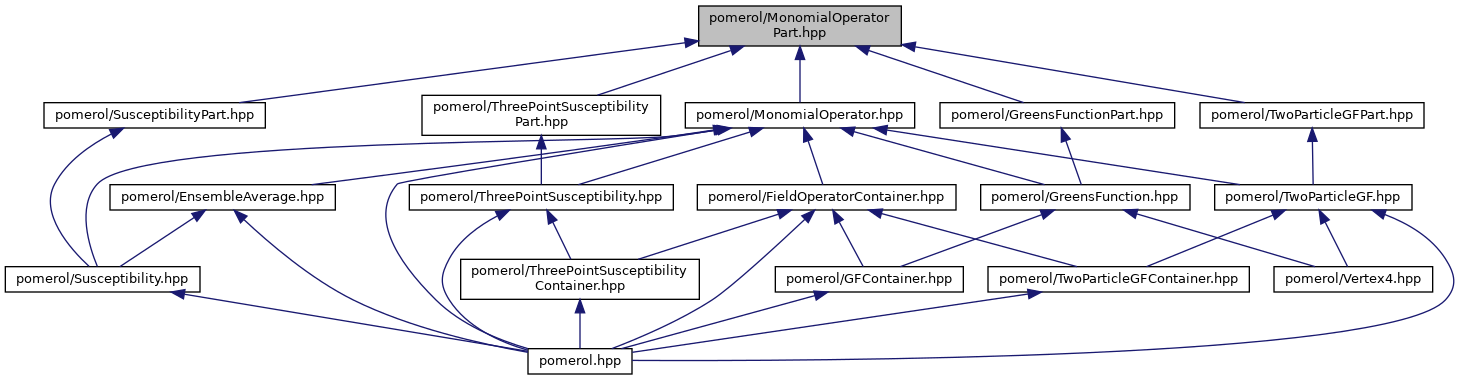 pomerol/MonomialOperator
Part.hpp
pomerol/SusceptibilityPart.hpp
pomerol/ThreePointSusceptibility
Part.hpp
pomerol/MonomialOperator.hpp
pomerol/GreensFunctionPart.hpp
pomerol/TwoParticleGFPart.hpp
pomerol/EnsembleAverage.hpp
pomerol/ThreePointSusceptibility.hpp
pomerol/FieldOperatorContainer.hpp
pomerol/GreensFunction.hpp
pomerol/TwoParticleGF.hpp
pomerol/Susceptibility.hpp
pomerol/ThreePointSusceptibility
Container.hpp
pomerol/GFContainer.hpp
pomerol/TwoParticleGFContainer.hpp
pomerol/Vertex4.hpp
pomerol.hpp